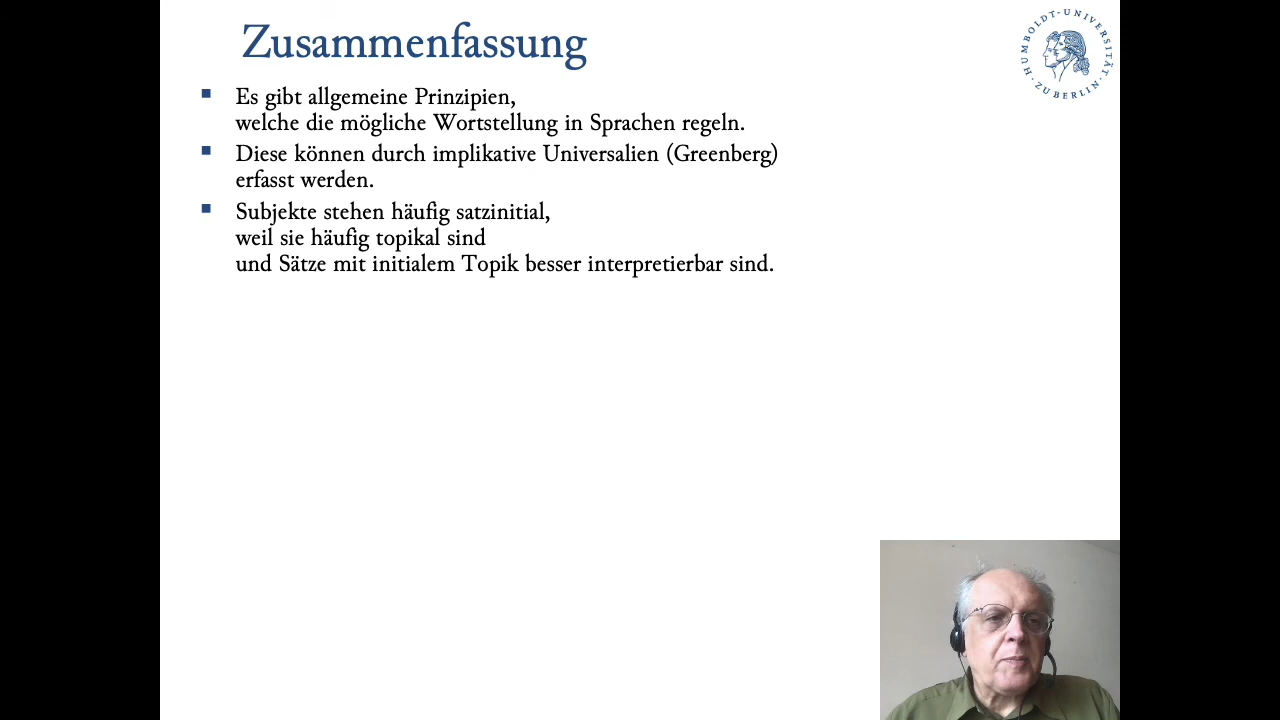 Zusammenfassung
HUMBOLDT-UNIVERSITÄT ZU BERLIN
Es gibt allgemeine Prinzipien,
welche die mögliche Wortstellung in Sprachen regeln.
Diese können durch implikative Universalien (Greenberg)
erfasst werden.
Subjekte stehen häufig satzinitial,
weil sie häufig topikal sind
und Sätze mit initialem Topik besser interpretierbar sind.